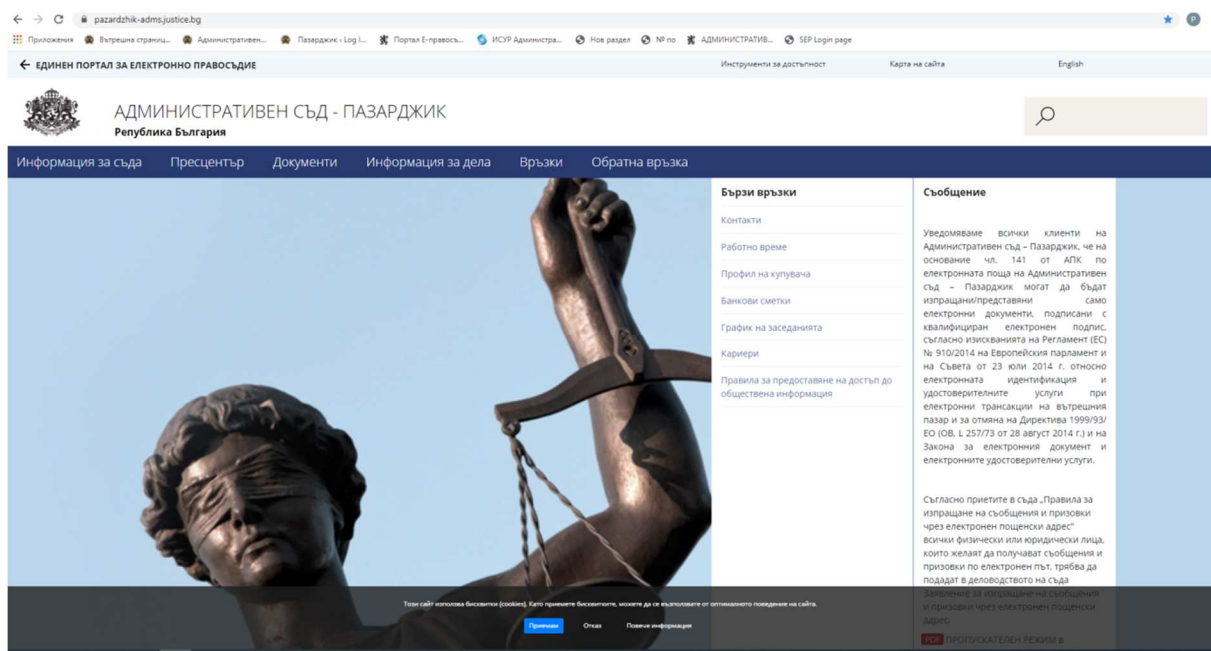 pazardzhik-adms.justice.bg
P
Приложения Вътрешна страниц... Административен... Пазарджик ‹ Log I... Портал Е-правосъ... ИСУР Администра... Нов раздел № no АДМИНИСТРАТИВ... SEP Login page
ЕДИНЕН ПОРТАЛ ЗА ЕЛЕКТРОННО ПРАВОСЪДИЕ Инструменти за достъпност Карта на сайта English
АДМИНИСТРАТИВЕН СЪД - ПАЗАРДЖИК
Република България
Информация за съда Пресцентър Документи Информация за дела Връзки Обратна връзка
Бързи връзки
Контакти
Работно време
Профил на купувача
Банкови сметки
График на заседанията
Кариери
Правила за предоставяне на достъп до
обществена информация
Съобщение
Уведомяваме всички клиенти на
Административен съд – Пазарджик, че на
основание чл. 141 от АПК по
електронната поща на Административен
съд – Пазарджик могат да бъдат
изпращани/представяни само
електронни документи, подписани с
квалифициран електронен подпис,
съгласно изискванията на Регламент (ЕС)
№ 910/2014 на Европейския парламент и
на Съвета от 23 юли 2014 г. относно
електронната идентификация и
удостоверителните услуги при
електронни трансакции на вътрешния
пазар и за отмяна на Директива 1999/93/
ЕО (ОВ, L 257/73 от 28 август 2014 г.) и на
Закона за електронния документ и
електронните удостоверителни услуги.
Съгласно приетите в съда „Правила за
изпращане на съобщения и призовки
чрез електронен пощенски адрес"
всички физически или юридически лица,
които желаят да получават съобщения и
призовки по електронен път, трябва да
подадат в деловодството на съда
Заявление за изпращане на съобщения
и призовки чрез електронен пощенски
адрес.
PDF ПРОПУСКАТЕЛЕН РЕЖИМ в
Този сайт използва бисквитки (cookies). Като приемете бисквитките, можете да се възползвате от оптималното поведение на сайта.
Приемам Отказ Повече информация